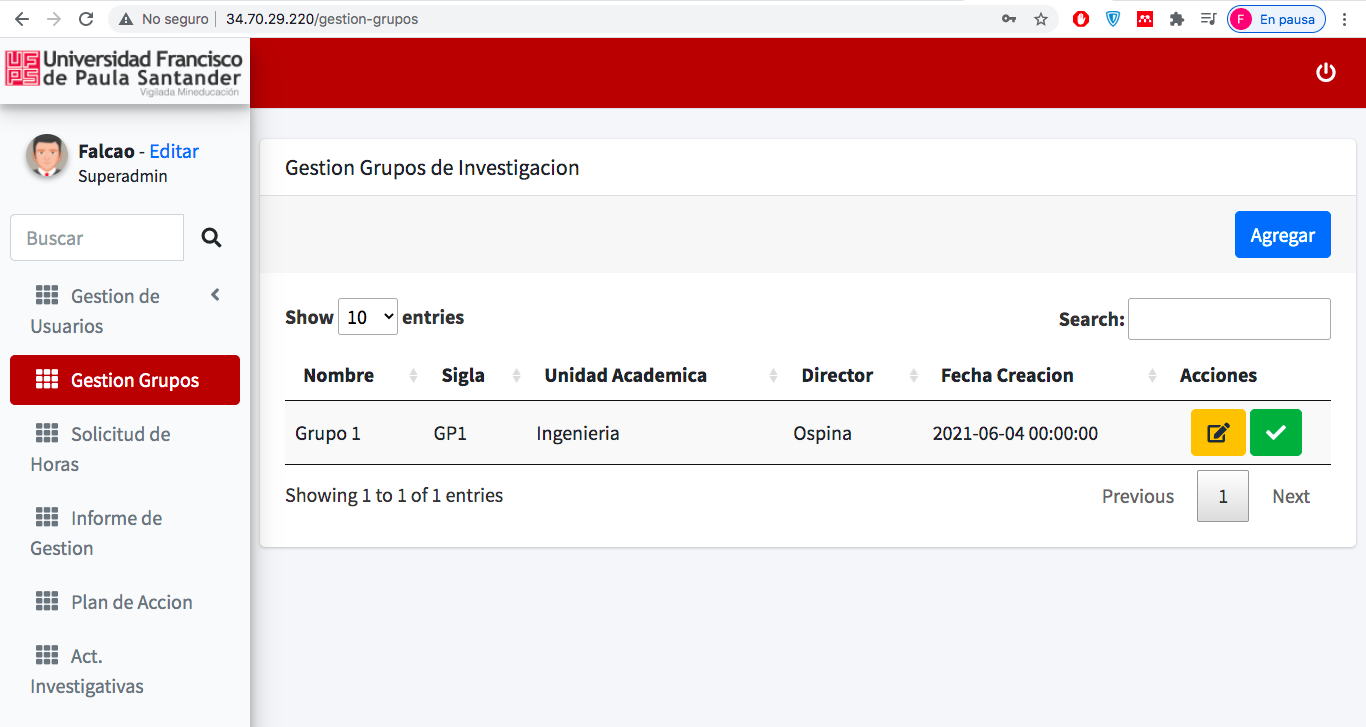 No seguro
34.70.29.220/gestion-grupos
F
En pausa
UFPS
Universidad Francisco
de Paula Santander
Vigilada Mineducación
Falcao - Editar
Superadmin
Buscar
Gestion de
Usuarios
Gestion Grupos
Solicitud de
Horas
Informe de
Gestion
Plan de Accion
Act.
Investigativas
Gestion Grupos de Investigacion
Agregar
Show 10 entries
Search:
Nombre Sigla Unidad Academica Director Fecha Creacion Acciones
Grupo 1 GP1 Ingenieria Ospina 2021-06-04 00:00:00
Showing 1 to 1 of 1 entries
Previous 1 Next